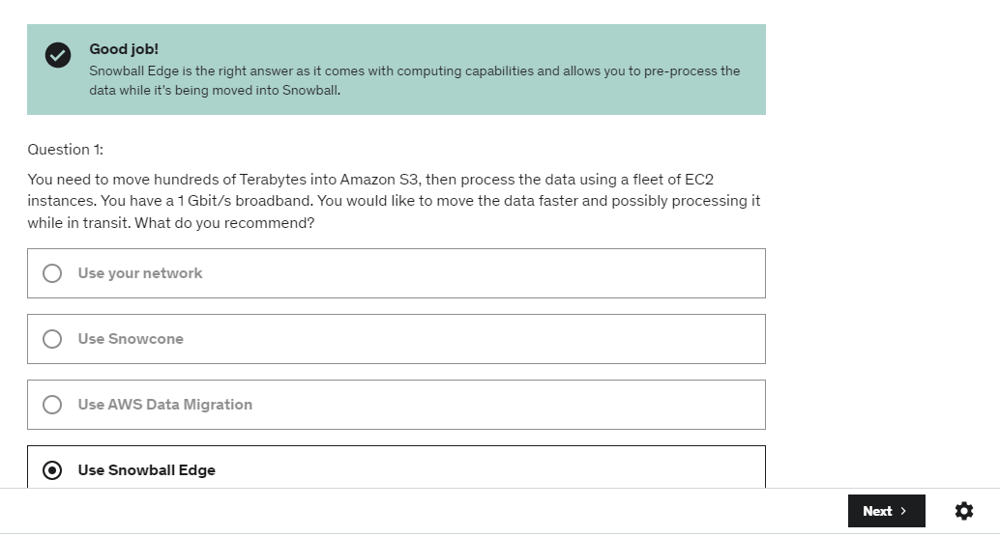 Good job!
Snowball Edge is the right answer as it comes with computing capabilities and allows you to pre-process the
data while it's being moved into Snowball.
Question 1:
You need to move hundreds of Terabytes into Amazon S3, then process the data using a fleet of EC2
instances. You have a 1 Gbit/s broadband. You would like to move the data faster and possibly processing it
while in transit. What do you recommend?
Use your network
Use Snowcone
Use AWS Data Migration
Use Snowball Edge
Next